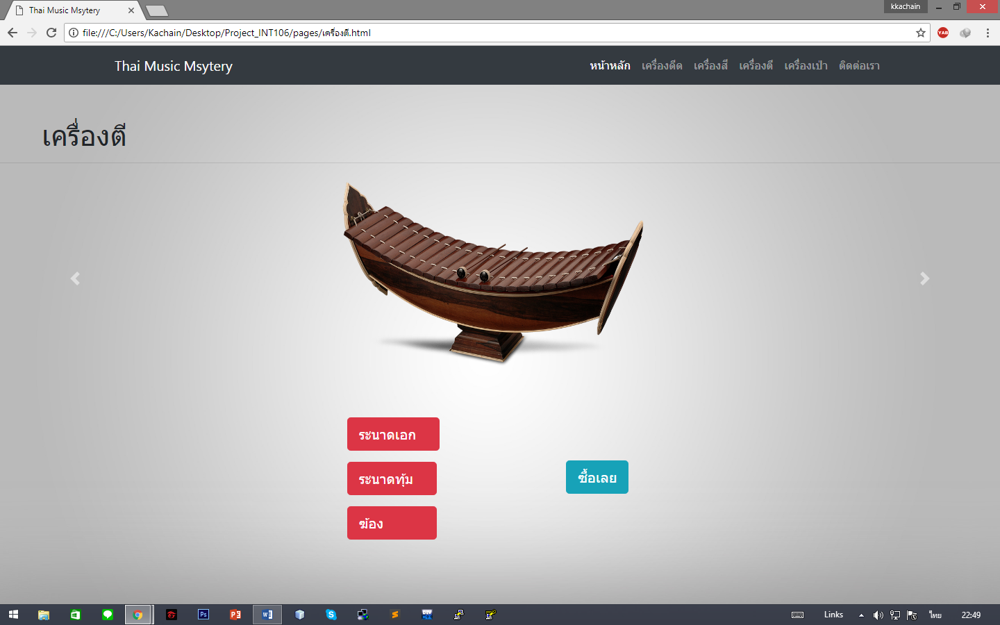 Thai Music Msytery
kkachain
file:///C:/Users/Kachain/Desktop/Project_INT106/pages/เครื่องตี.html
YAB
Thai Music Msytery
หน้าหลัก เครื่องดีด เครื่องสี เครื่องตี เครื่องเป่า ติดต่อเรา
เครื่องตี
ระนาดเอก
ระนาดทุ้ม
ซื้อเลย
ฆ้อง
Links
ไทย
22:49